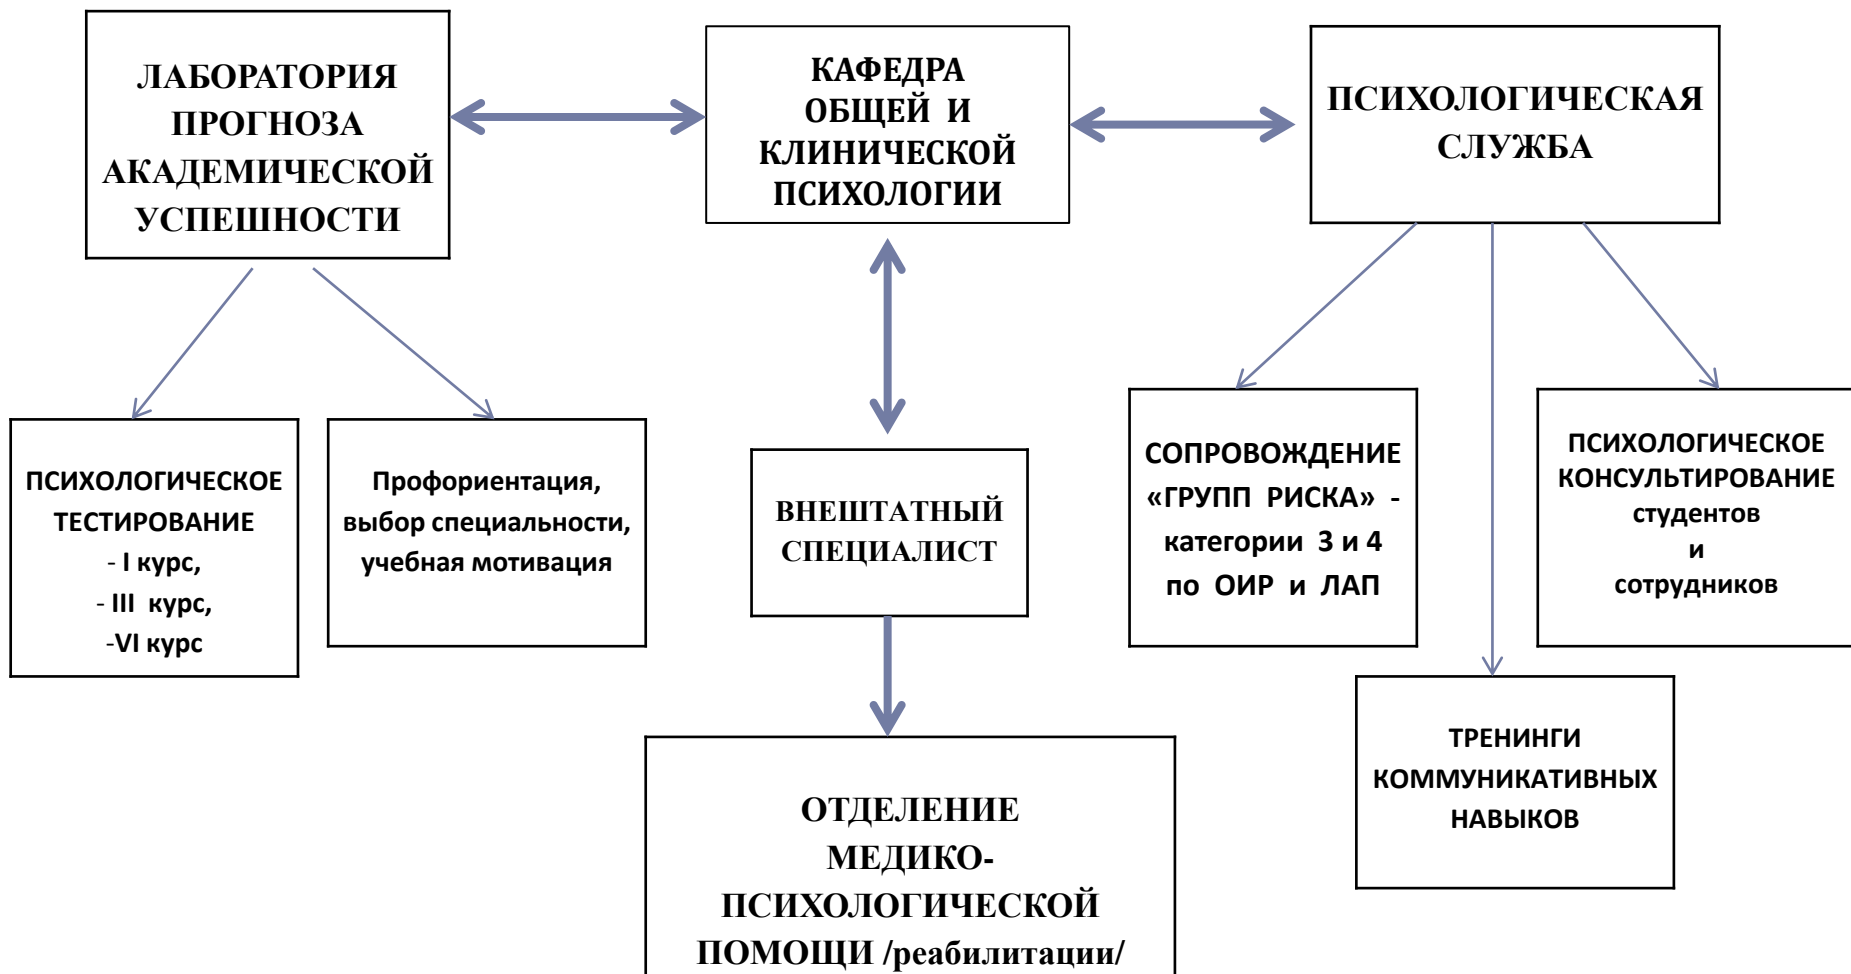 ЛАБОРАТОРИЯ
ПРОГНОЗА
АКАДЕМИЧЕСКОЙ
УСПЕШНОСТИ
КАФЕДРА
ОБЩЕЙ И
КЛИНИЧЕСКОЙ
ПСИХОЛОГИИ
ПСИХОЛОГИЧЕСКАЯ
СЛУЖБА
ПСИХОЛОГИЧЕСКОЕ
ТЕСТИРОВАНИЕ
- I курс,
- III курс,
-VI курс
Профориентация,
выбор специальности,
учебная мотивация
ВНЕШТАТНЫЙ
СПЕЦИАЛИСТ
СОПРОВОЖДЕНИЕ
«ГРУПП РИСКА» -
категории 3 и 4
по ОИР и ЛАП
ПСИХОЛОГИЧЕСКОЕ
КОНСУЛЬТИРОВАНИЕ
студентов
и
сотрудников
ТРЕНИНГИ
КОММУНИКАТИВНЫХ
НАВЫКОВ
ОТДЕЛЕНИЕ
МЕДИКО-
ПСИХОЛОГИЧЕСКОЙ
ПОМОЩИ /реабилитации/